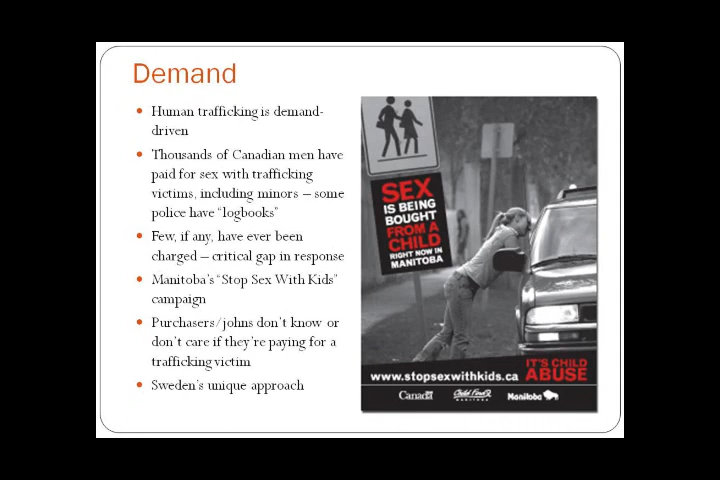 Demand
• Human trafficking is demand-
driven
• Thousands of Canadian men have
paid for sex with trafficking
victims, including minors – some
police have "logbooks"
• Few, if any, have ever been
charged – critical gap in response
• Manitoba's "Stop Sex With Kids"
campaign
• Purchasers/johns don't know or
don't care if they're paying for a
trafficking victim
• Sweden's unique approach
SEX
IS BEING
BOUGHT
FROM A
CHILD
RIGHT NOW IN
MANITOBA
www.stopsexwithkids.ca
IT'S CHILD
ABUSE
Canada
Child Find
MANITOBA
Manitoba